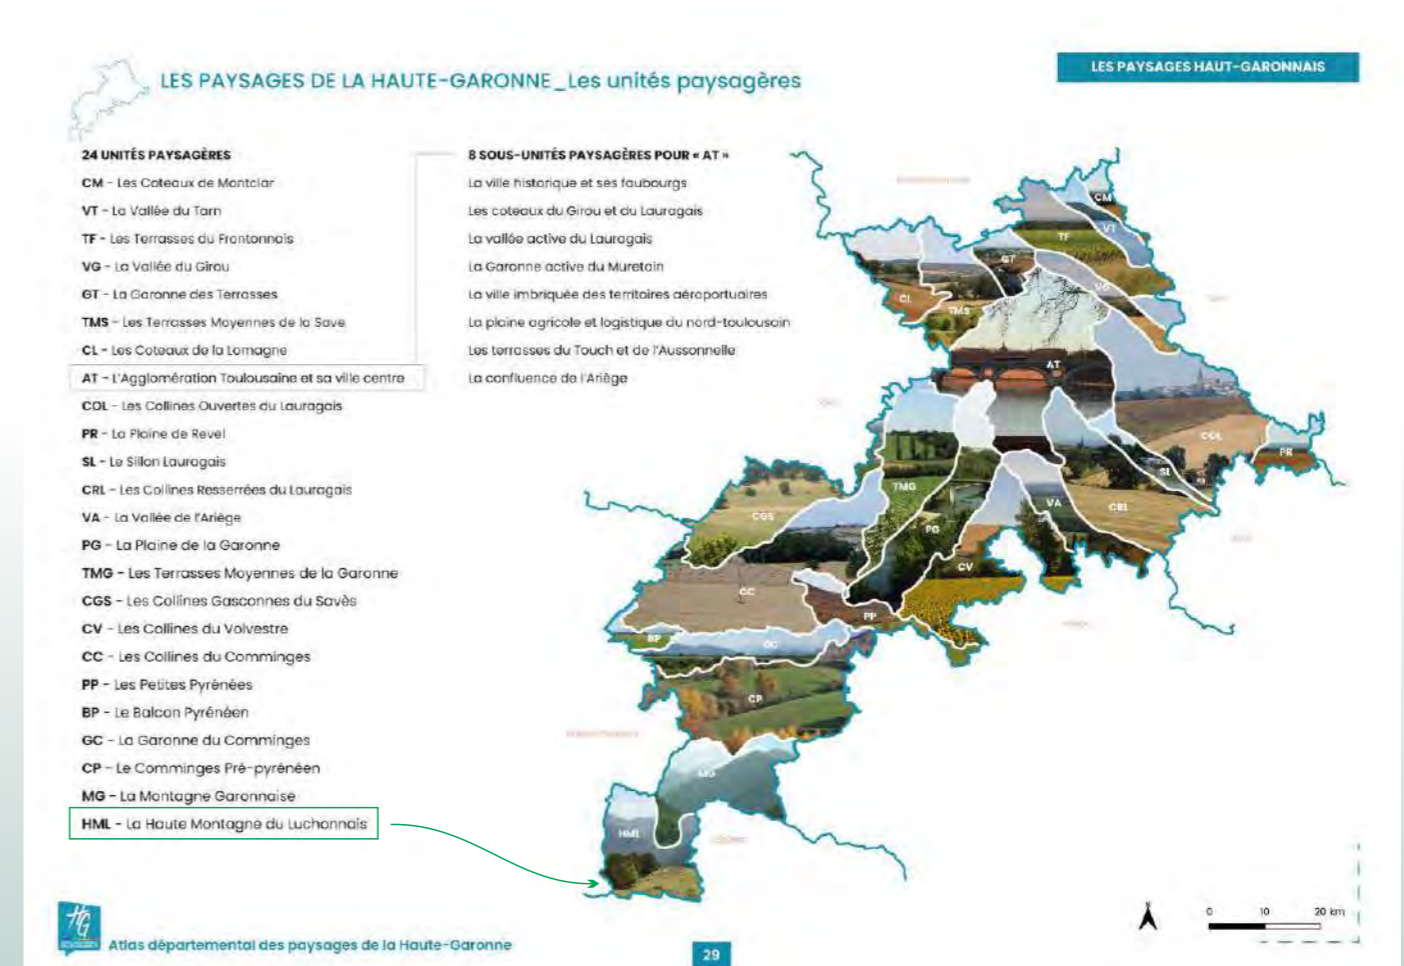 LES PAYSAGES DE LA HAUTE-GARONNE_Les unités paysagères
LES PAYSAGES HAUT-GARONNAIS
24 UNITÉS PAYSAGÈRES
CM - Les Coteaux de Montclar
VT - La Vallée du Tarn
TF - Les Terrasses du Frontonnais
VG - La Vallée du Girou
GT - La Garonne des Terrasses
TMS - Les Terrasses Moyennes de la Save
CL - Les Coteaux de la Lomagne
AT - L'Agglomération Toulousaine et sa ville centre
COL - Les Collines Ouvertes du Lauragais
PR - La Plaine de Revel
SL - Le Sillon Lauragais
CRL - Les Collines Resserrées du Lauragais
VA - La Vallée de l'Ariège
PG - La Plaine de la Garonne
TMG - Les Terrasses Moyennes de la Garonne
CGS - Les Collines Gasconnes du Savès
CV - Les Collines du Volvestre
CC - Les Collines du Comminges
PP - Les Petites Pyrénées
BP - Le Balcon Pyrénéen
GC - La Garonne du Comminges
CP - Le Comminges Pré-pyrénéen
MG - La Montagne Garonnaise
HML - La Haute Montagne du Luchonnais
8 SOUS-UNITÉS PAYSAGÈRES POUR « AT »
La ville historique et ses faubourgs
Les coteaux du Girou et du Lauragais
La vallée active du Lauragais
La Garonne active du Muretain
La ville imbriquée des territoires aéroportuaires
La plaine agricole et logistique du nord-toulousain
Les terrasses du Touch et de l'Aussonnelle
La confluence de l'Ariège
CM
VT
TF
GT
VG
CL
TMS
AT
COL
PR
SL
TMG
CGS
VA
CRL
PG
CV
CC
PP
BP
GC
CP
MG
HML
N
0 10 20 km
HG
Atlas départemental des paysages de la Haute-Garonne
29